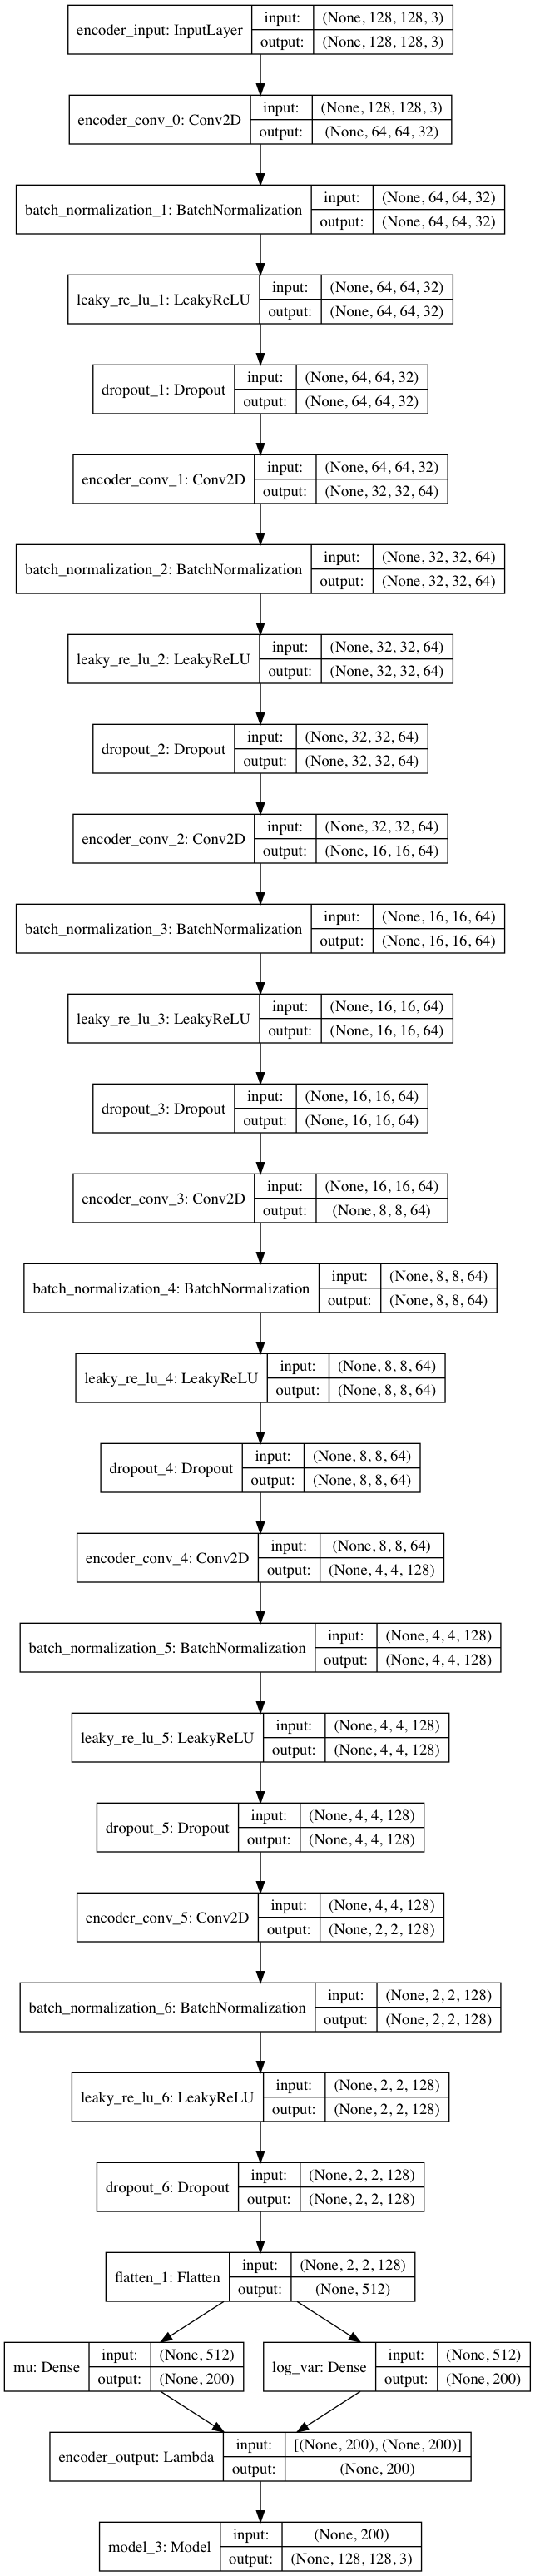 encoder_input: InputLayer
input: (None, 128, 128, 3)
output: (None, 128, 128, 3)
encoder_conv_0: Conv2D
input: (None, 128, 128, 3)
output: (None, 64, 64, 32)
batch_normalization_1: BatchNormalization
input: (None, 64, 64, 32)
output: (None, 64, 64, 32)
leaky_re_lu_1: LeakyReLU
input: (None, 64, 64, 32)
output: (None, 64, 64, 32)
dropout_1: Dropout
input: (None, 64, 64, 32)
output: (None, 64, 64, 32)
encoder_conv_1: Conv2D
input: (None, 64, 64, 32)
output: (None, 32, 32, 64)
batch_normalization_2: BatchNormalization
input: (None, 32, 32, 64)
output: (None, 32, 32, 64)
leaky_re_lu_2: LeakyReLU
input: (None, 32, 32, 64)
output: (None, 32, 32, 64)
dropout_2: Dropout
input: (None, 32, 32, 64)
output: (None, 32, 32, 64)
encoder_conv_2: Conv2D
input: (None, 32, 32, 64)
output: (None, 16, 16, 64)
batch_normalization_3: BatchNormalization
input: (None, 16, 16, 64)
output: (None, 16, 16, 64)
leaky_re_lu_3: LeakyReLU
input: (None, 16, 16, 64)
output: (None, 16, 16, 64)
dropout_3: Dropout
input: (None, 16, 16, 64)
output: (None, 16, 16, 64)
encoder_conv_3: Conv2D
input: (None, 16, 16, 64)
output: (None, 8, 8, 64)
batch_normalization_4: BatchNormalization
input: (None, 8, 8, 64)
output: (None, 8, 8, 64)
leaky_re_lu_4: LeakyReLU
input: (None, 8, 8, 64)
output: (None, 8, 8, 64)
dropout_4: Dropout
input: (None, 8, 8, 64)
output: (None, 8, 8, 64)
encoder_conv_4: Conv2D
input: (None, 8, 8, 64)
output: (None, 4, 4, 128)
batch_normalization_5: BatchNormalization
input: (None, 4, 4, 128)
output: (None, 4, 4, 128)
leaky_re_lu_5: LeakyReLU
input: (None, 4, 4, 128)
output: (None, 4, 4, 128)
dropout_5: Dropout
input: (None, 4, 4, 128)
output: (None, 4, 4, 128)
encoder_conv_5: Conv2D
input: (None, 4, 4, 128)
output: (None, 2, 2, 128)
batch_normalization_6: BatchNormalization
input: (None, 2, 2, 128)
output: (None, 2, 2, 128)
leaky_re_lu_6: LeakyReLU
input: (None, 2, 2, 128)
output: (None, 2, 2, 128)
dropout_6: Dropout
input: (None, 2, 2, 128)
output: (None, 2, 2, 128)
flatten_1: Flatten
input: (None, 2, 2, 128)
output: (None, 512)
mu: Dense
input: (None, 512)
output: (None, 200)
log_var: Dense
input: (None, 512)
output: (None, 200)
encoder_output: Lambda
input: [(None, 200), (None, 200)]
output: (None, 200)
model_3: Model
input: (None, 200)
output: (None, 128, 128, 3)